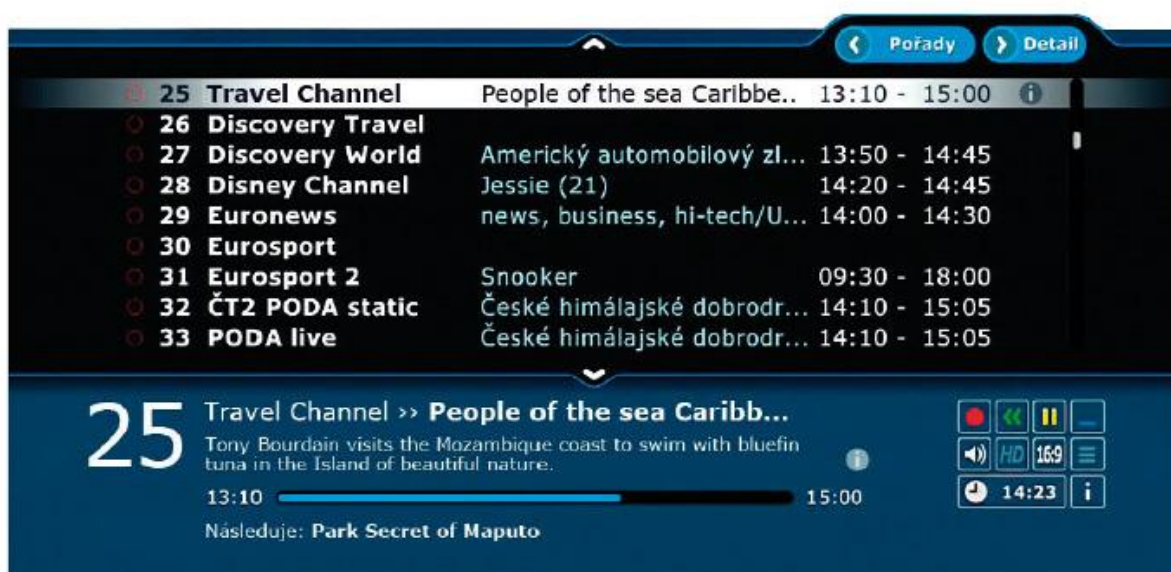 Pořady Detail
25 Travel Channel People of the sea Caribbe.. 13:10 - 15:00 i
26 Discovery Travel
27 Discovery World Americký automobilový zl... 13:50 - 14:45
28 Disney Channel Jessie (21) 14:20 - 14:45
29 Euronews news, business, hi-tech/U... 14:00 - 14:30
30 Eurosport
31 Eurosport 2 Snooker 09:30 - 18:00
32 ČT2 PODA static České himálajské dobrodr... 14:10 - 15:05
33 PODA live České himálajské dobrodr... 14:10 - 15:05
25 Travel Channel >> People of the sea Caribb...
Tony Bourdain visits the Mozambique coast to swim with bluefin
tuna in the Island of beautiful nature. i
HD 16:9
13:10 15:00 14:23 i
Následuje: Park Secret of Maputo